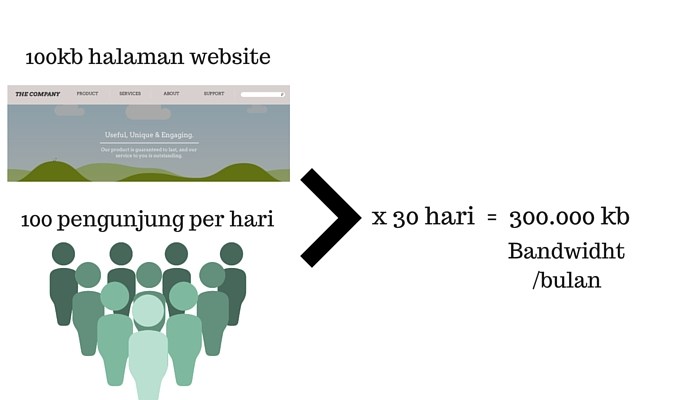 100kb halaman website
THE COMPANY PRODUCT SERVICES ABOUT SUPPORT
Useful, Unique & Engaging.
Our product is guaranteed to last, and our
service to you is outstanding.
100 pengunjung per hari
x 30 hari = 300.000 kb
Bandwidht
/bulan